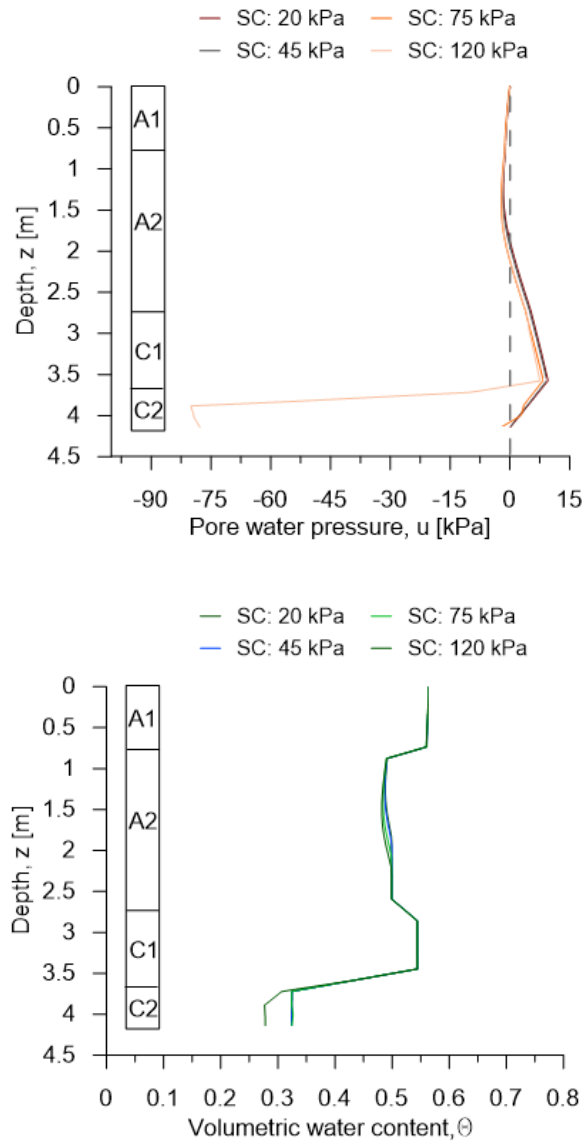 SC: 20 kPa SC: 75 kPa
SC: 45 kPa SC: 120 kPa
0
0.5
1
1.5
2
2.5
3
3.5
4
4.5
Depth, z [m]
A1
A2
C1
C2
-90 -75 -60 -45 -30 -15 0 15
Pore water pressure, u [kPa]
SC: 20 kPa SC: 75 kPa
SC: 45 kPa SC: 120 kPa
0
0.5
1
1.5
2
2.5
3
3.5
4
4.5
Depth, z [m]
A1
A2
C1
C2
0 0.1 0.2 0.3 0.4 0.5 0.6 0.7 0.8
Volumetric water content, Θ